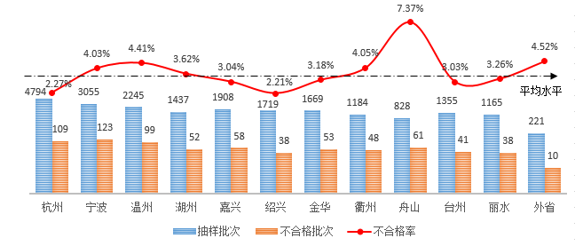 7.37%
4.03% 4.41% 3.62% 3.04% 3.18% 4.05% 3.03% 3.26% 4.52%
2.27% 2.21%
平均水平
4794 3055 2245 1437 1908 1719 1669 1184 828 1355 1165 221
109 123 99 52 58 38 53 48 61 41 38 10
杭州 宁波 温州 湖州 嘉兴 绍兴 金华 衢州 舟山 台州 丽水 外省
抽样批次 不合格批次 不合格率